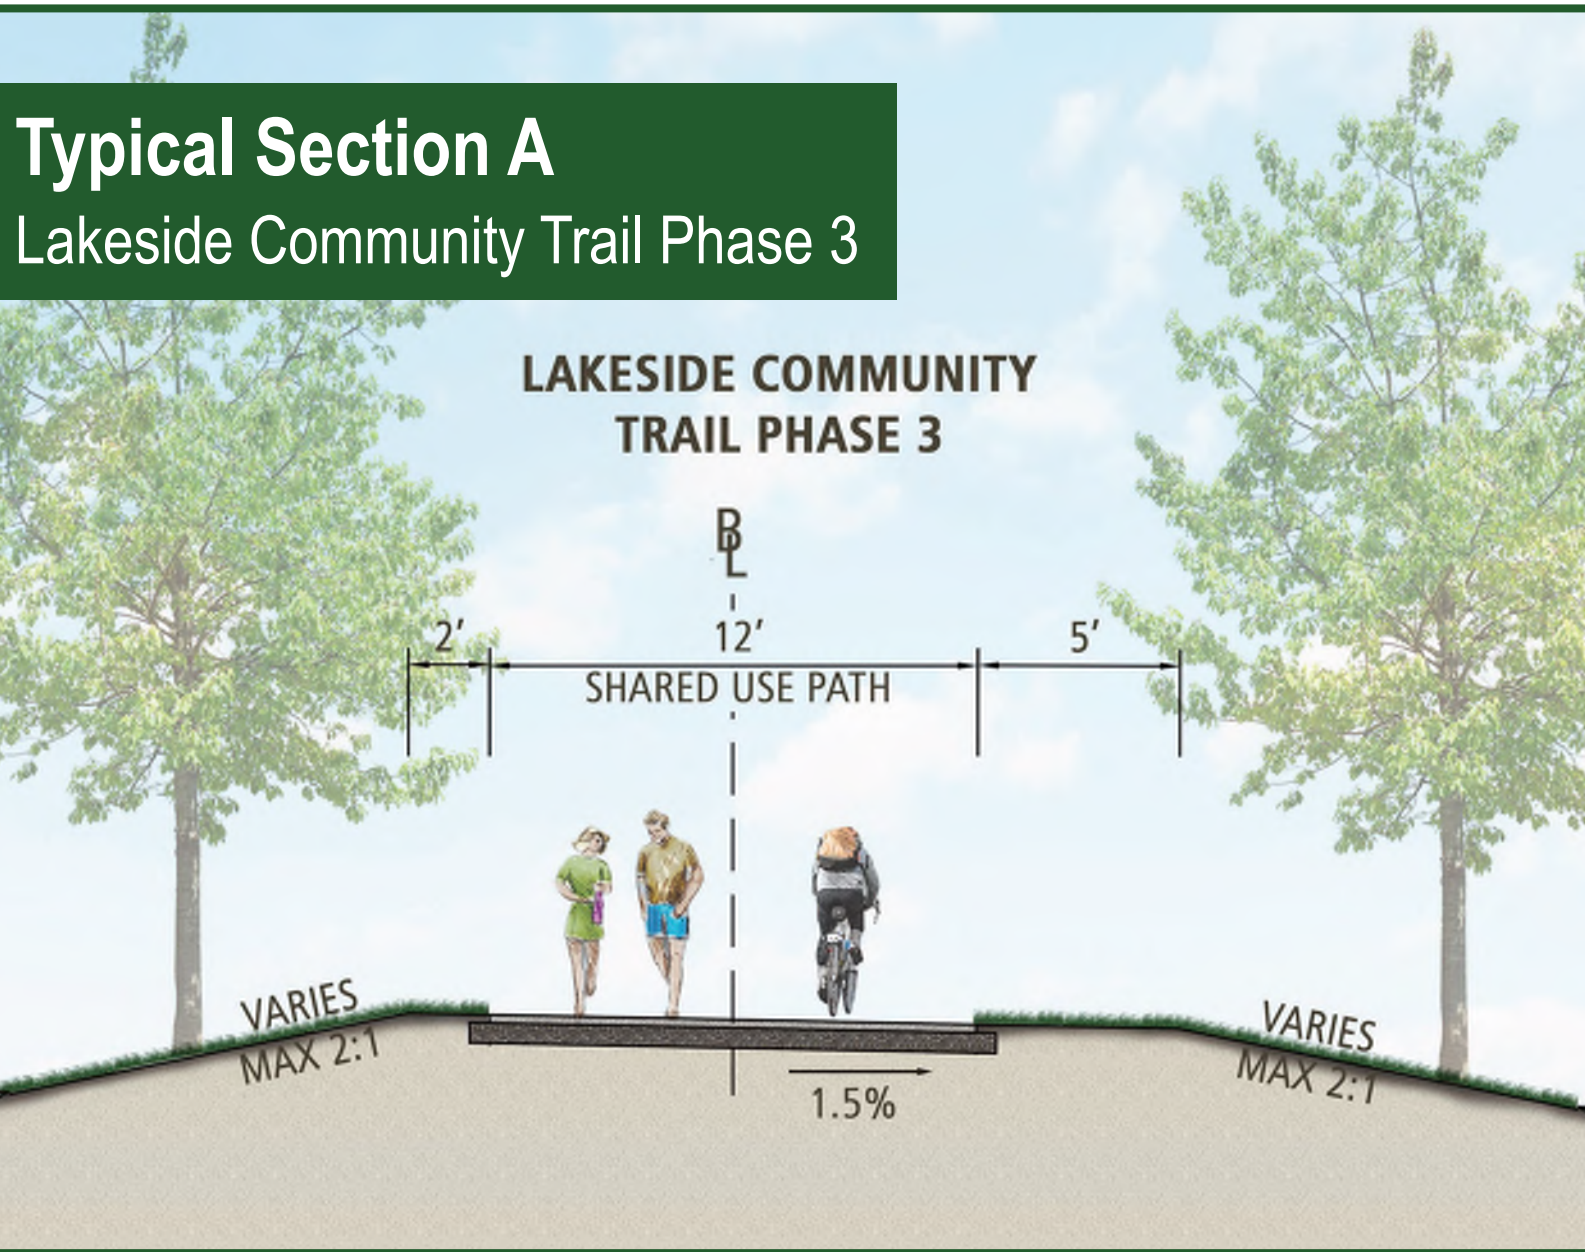 Typical Section A
Lakeside Community Trail Phase 3
LAKESIDE COMMUNITY
TRAIL PHASE 3
BL
2’ 12’ 5’
SHARED USE PATH
VARIES
MAX 2:1
VARIES
MAX 2:1
1.5%